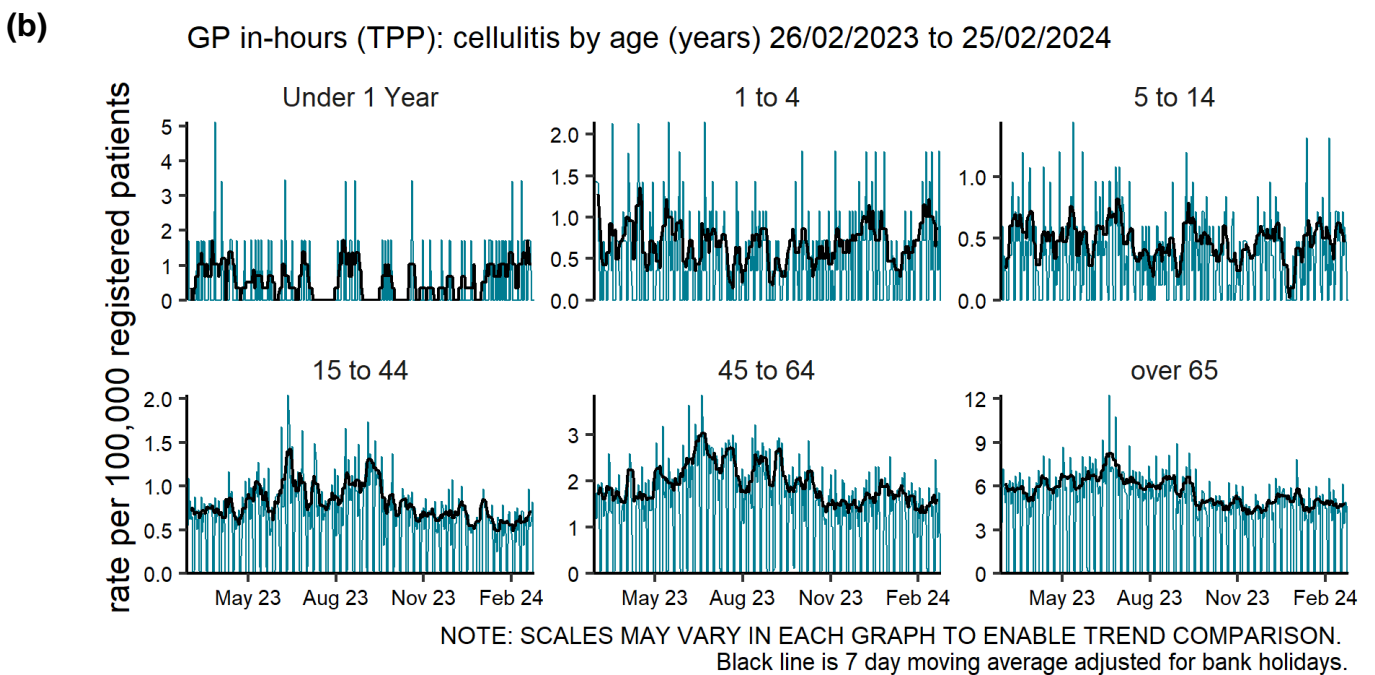 (b)
GP in-hours (TPP): cellulitis by age (years) 26/02/2023 to 25/02/2024
rate per 100,000 registered patients
Under 1 Year
5
4
3
2
1
0
1 to 4
2.0
1.5
1.0
0.5
0.0
5 to 14
1.0
0.5
0.0
15 to 44
2.0
1.5
1.0
0.5
0.0
May 23 Aug 23 Nov 23 Feb 24
45 to 64
3
2
1
0
May 23 Aug 23 Nov 23 Feb 24
over 65
12
9
6
3
0
May 23 Aug 23 Nov 23 Feb 24
NOTE: SCALES MAY VARY IN EACH GRAPH TO ENABLE TREND COMPARISON.
Black line is 7 day moving average adjusted for bank holidays.